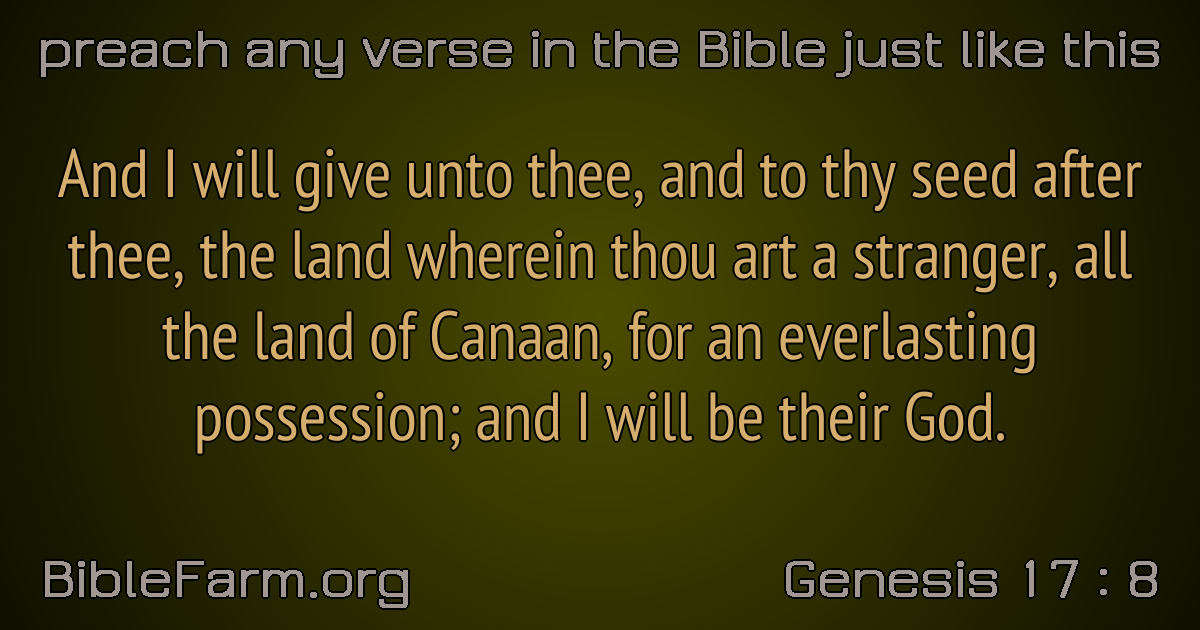 preach any verse in the Bible just like this
And I will give unto thee, and to thy seed after
thee, the land wherein thou art a stranger, all
the land of Canaan, for an everlasting
possession; and I will be their God.
BibleFarm.org
Genesis 17 : 8